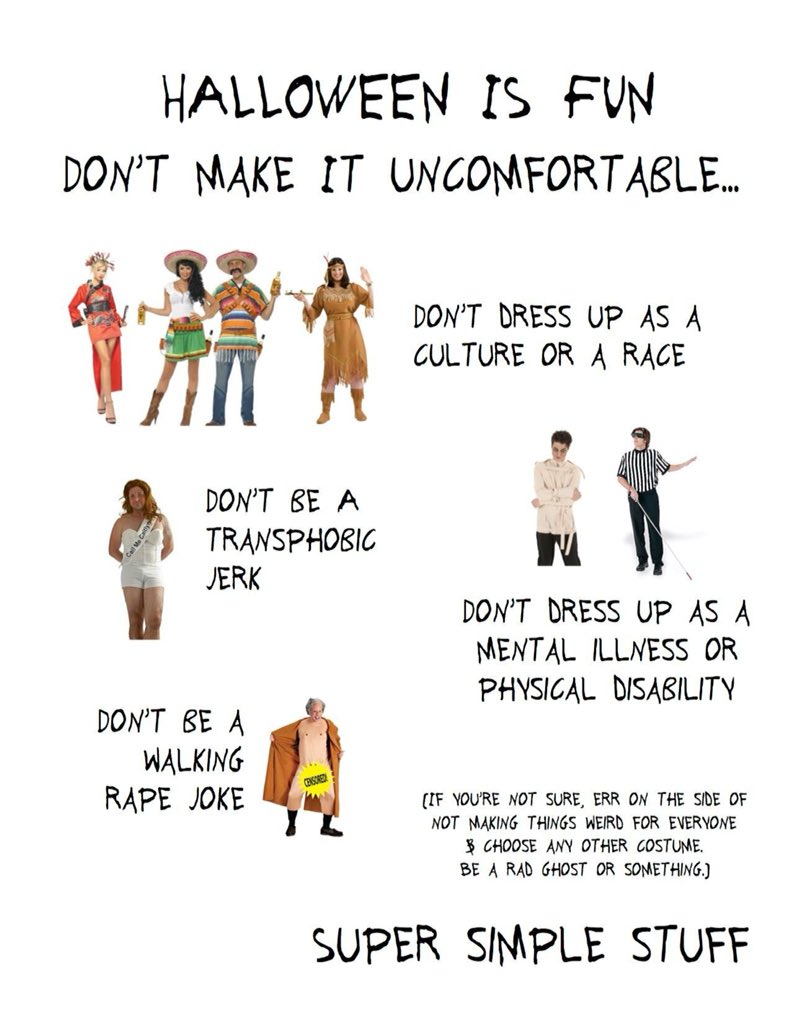 HALLOWEEN IS FUN
DON'T MAKE IT UNCOMFORTABLE...
DON'T DRESS UP AS A
CULTURE OR A RACE
DON'T BE A
TRANSPHOBIC
JERK
Call Me Caitlyn
DON'T DRESS UP AS A
MENTAL ILLNESS OR
PHYSICAL DISABILITY
DON'T BE A
WALKING
RAPE JOKE
CENSORED!
(IF YOU'RE NOT SURE, ERR ON THE SIDE OF
NOT MAKING THINGS WEIRD FOR EVERYONE
& CHOOSE ANY OTHER COSTUME.
BE A RAD GHOST OR SOMETHING.)
SUPER SIMPLE STUFF